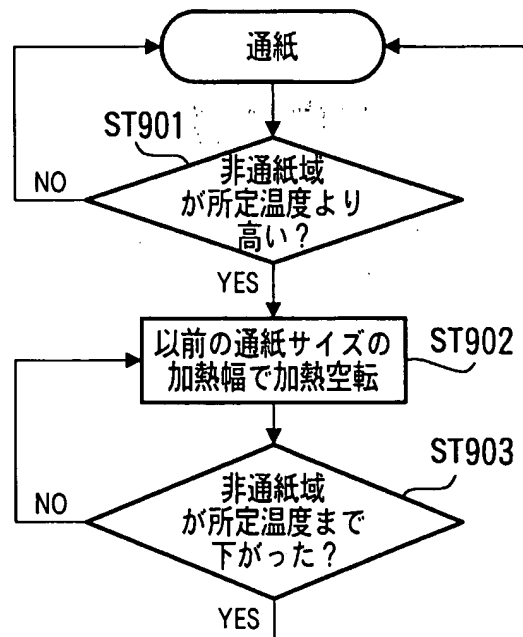 通紙
ST901
非通紙域
が所定温度より
高い?
NO
YES
以前の通紙サイズの
加熱幅で加熱空転
ST902
ST903
非通紙域
が所定温度まで
下がった?
NO
YES